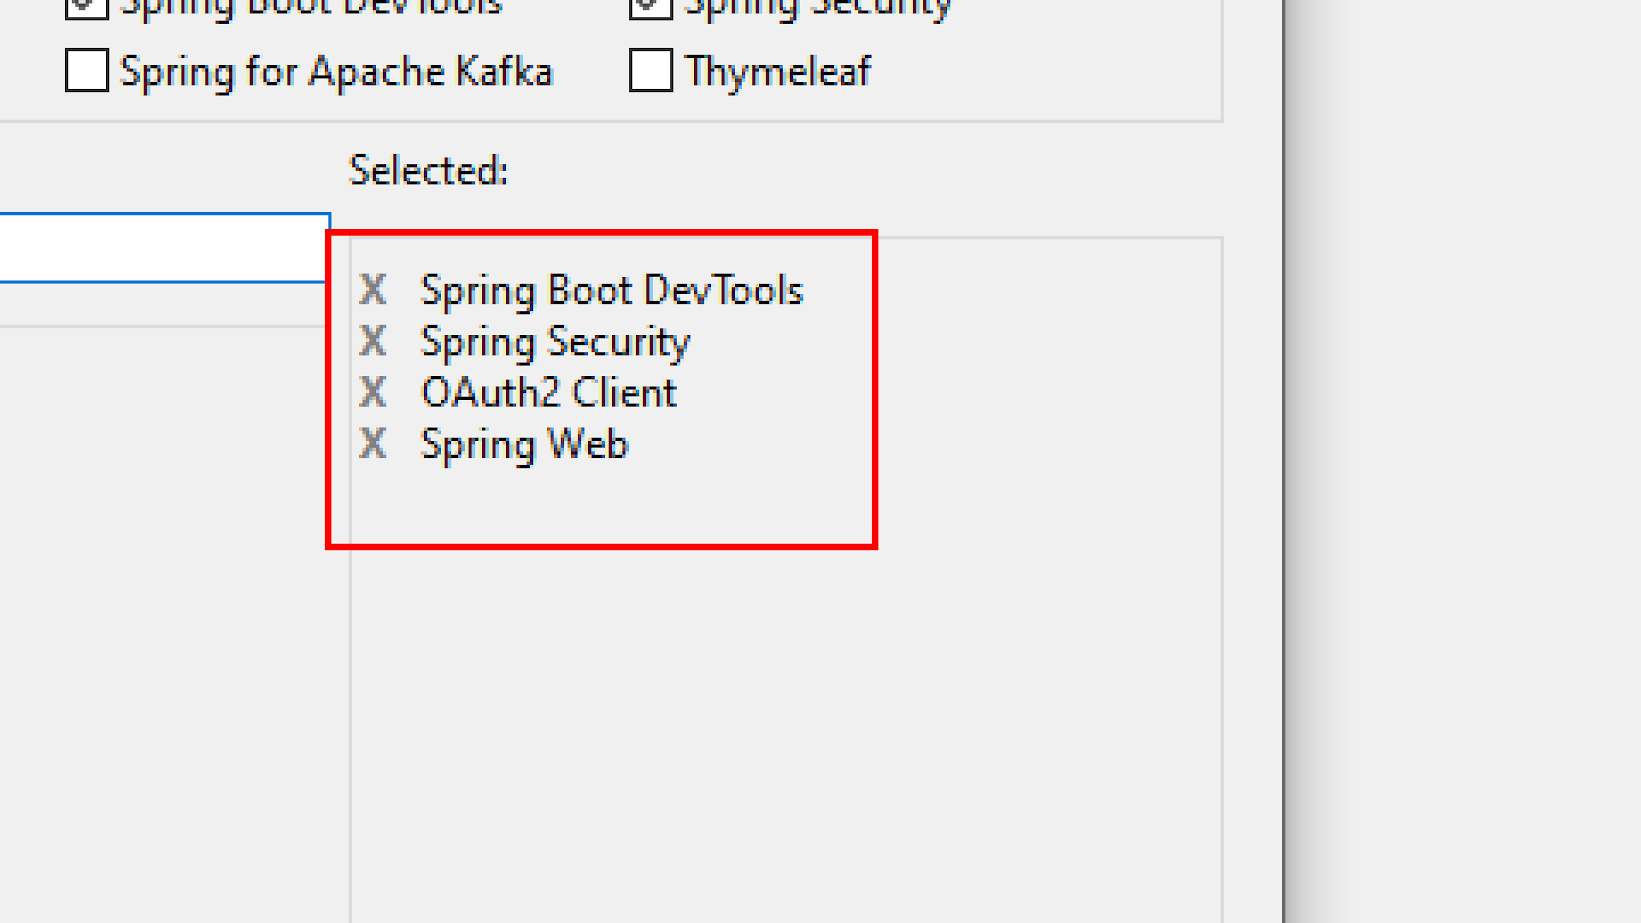 Spring Boot DevTools Spring Security
Spring for Apache Kafka Thymeleaf
Selected:
X Spring Boot DevTools
X Spring Security
X OAuth2 Client
X Spring Web